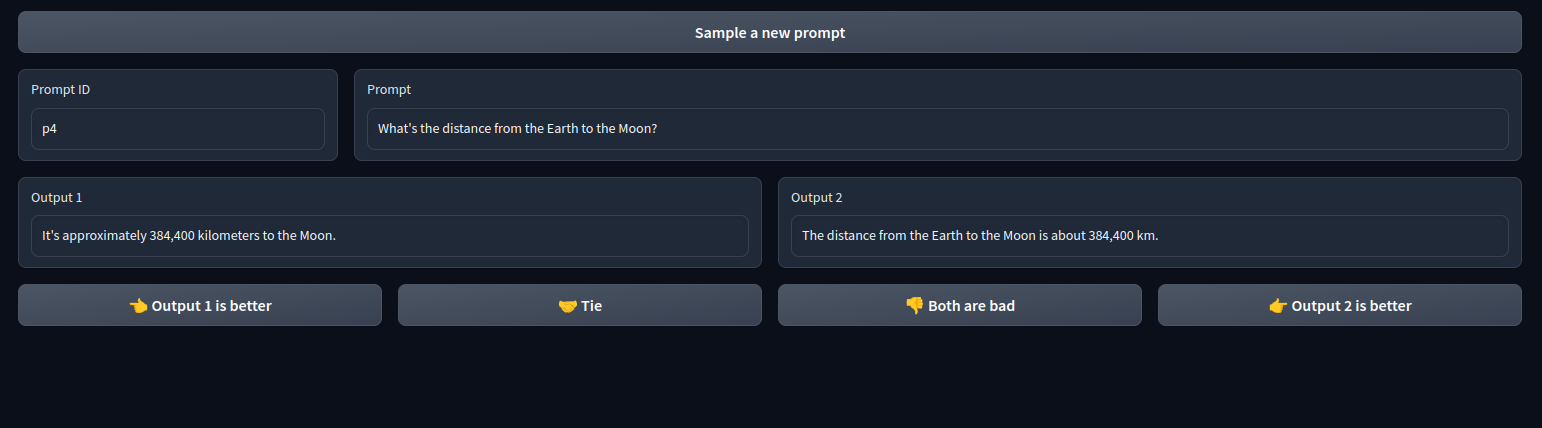 Sample a new prompt
Prompt ID
Prompt
p4
What's the distance from the Earth to the Moon?
Output 1
Output 2
It's approximately 384,400 kilometers to the Moon.
The distance from the Earth to the Moon is about 384,400 km.
👈 Output 1 is better
🤝 Tie
👎 Both are bad
👉 Output 2 is better